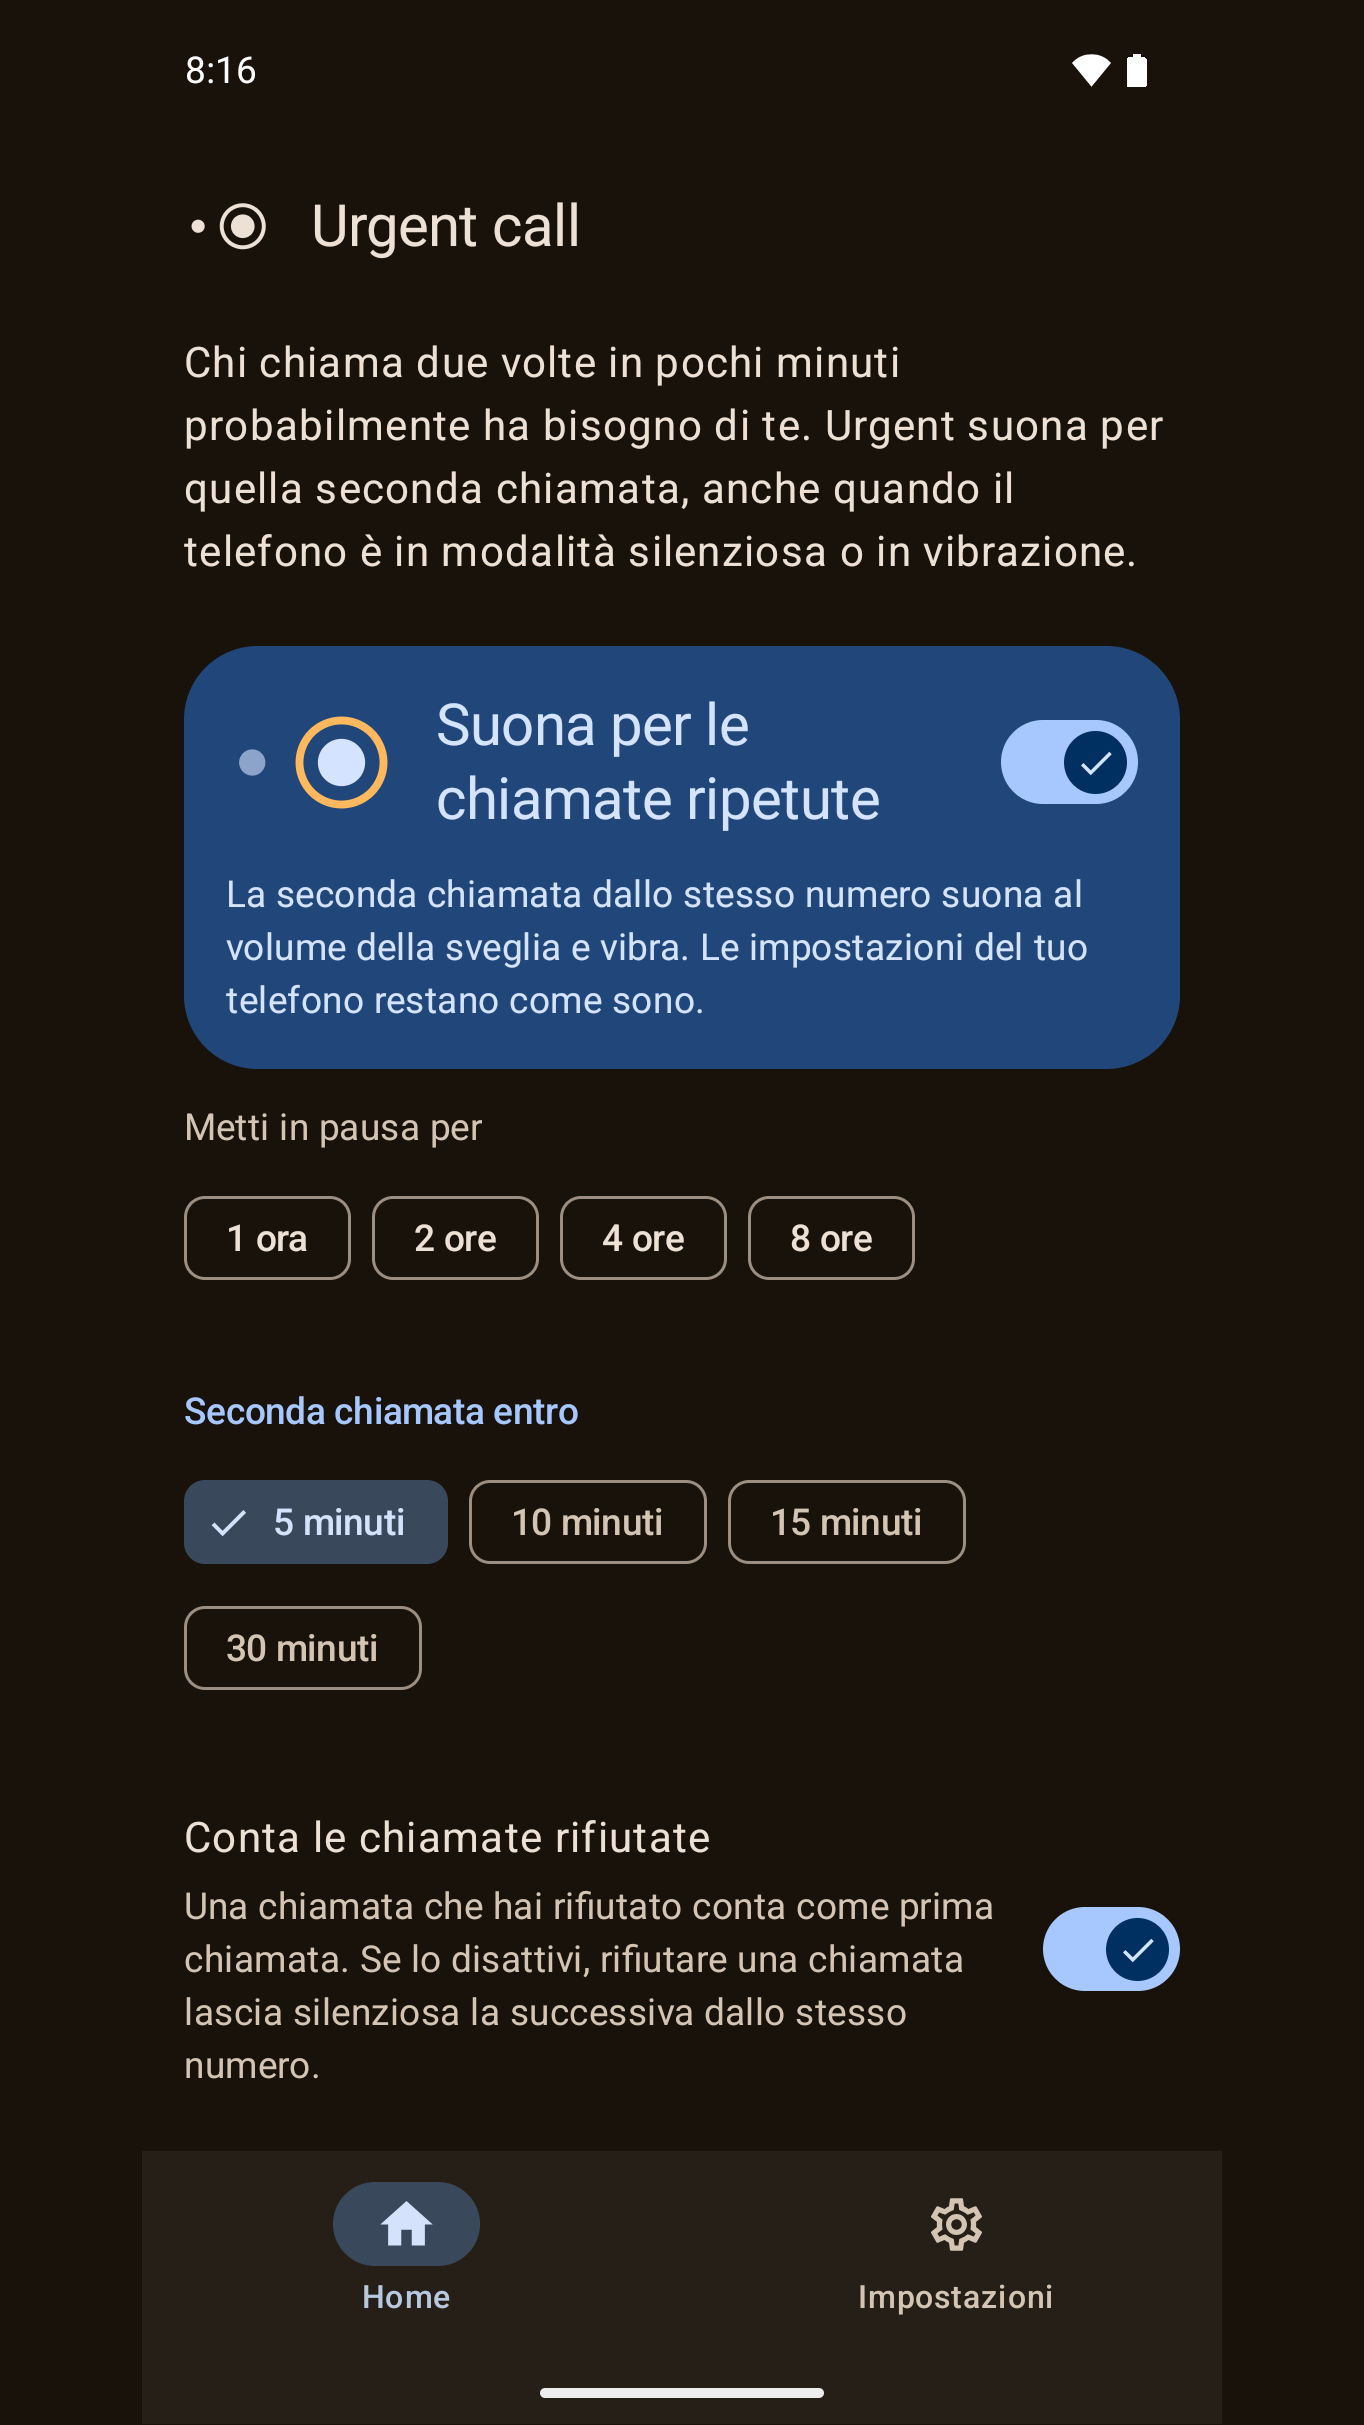 8:16
Urgent call
Chi chiama due volte in pochi minuti
probabilmente ha bisogno di te. Urgent suona per
quella seconda chiamata, anche quando il
telefono è in modalità silenziosa o in vibrazione.
Suona per le
chiamate ripetute
La seconda chiamata dallo stesso numero suona al
volume della sveglia e vibra. Le impostazioni del tuo
telefono restano come sono.
Metti in pausa per
1 ora
2 ore
4 ore
8 ore
Seconda chiamata entro
5 minuti
10 minuti
15 minuti
30 minuti
Conta le chiamate rifiutate
Una chiamata che hai rifiutato conta come prima
chiamata. Se lo disattivi, rifiutare una chiamata
lascia silenziosa la successiva dallo stesso
numero.
Home
Impostazioni